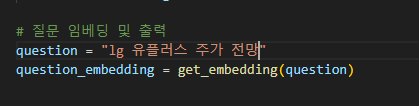 # 질문 임베딩 및 출력
question = "lg 유플러스 주가 전망"
question_embedding = get_embedding(question)